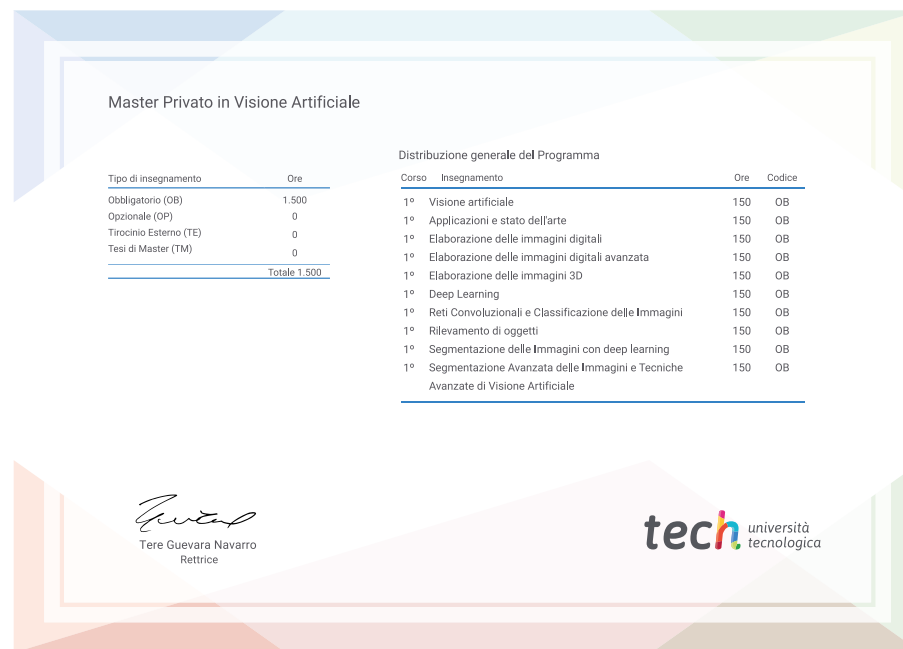 Master Privato in Visione Artificiale
Tipo di insegnamento Ore
Obbligatorio (OB) 1.500
Opzionale (OP) 0
Tirocinio Esterno (TE) 0
Tesi di Master (TM) 0
Totale 1.500
Distribuzione generale del Programma
Corso Insegnamento Ore Codice
1º Visione artificiale 150 OB
1º Applicazioni e stato dell'arte 150 OB
1º Elaborazione delle immagini digitali 150 OB
1º Elaborazione delle immagini digitali avanzata 150 OB
1º Elaborazione delle immagini 3D 150 OB
1º Deep Learning 150 OB
1º Reti Convoluzionali e Classificazione delle Immagini 150 OB
1º Rilevamento di oggetti 150 OB
1º Segmentazione delle Immagini con deep learning 150 OB
1º Segmentazione Avanzata delle Immagini e Tecniche 150 OB
Avanzate di Visione Artificiale
Tere Guevara Navarro
Rettrice
tech università
tecnologica